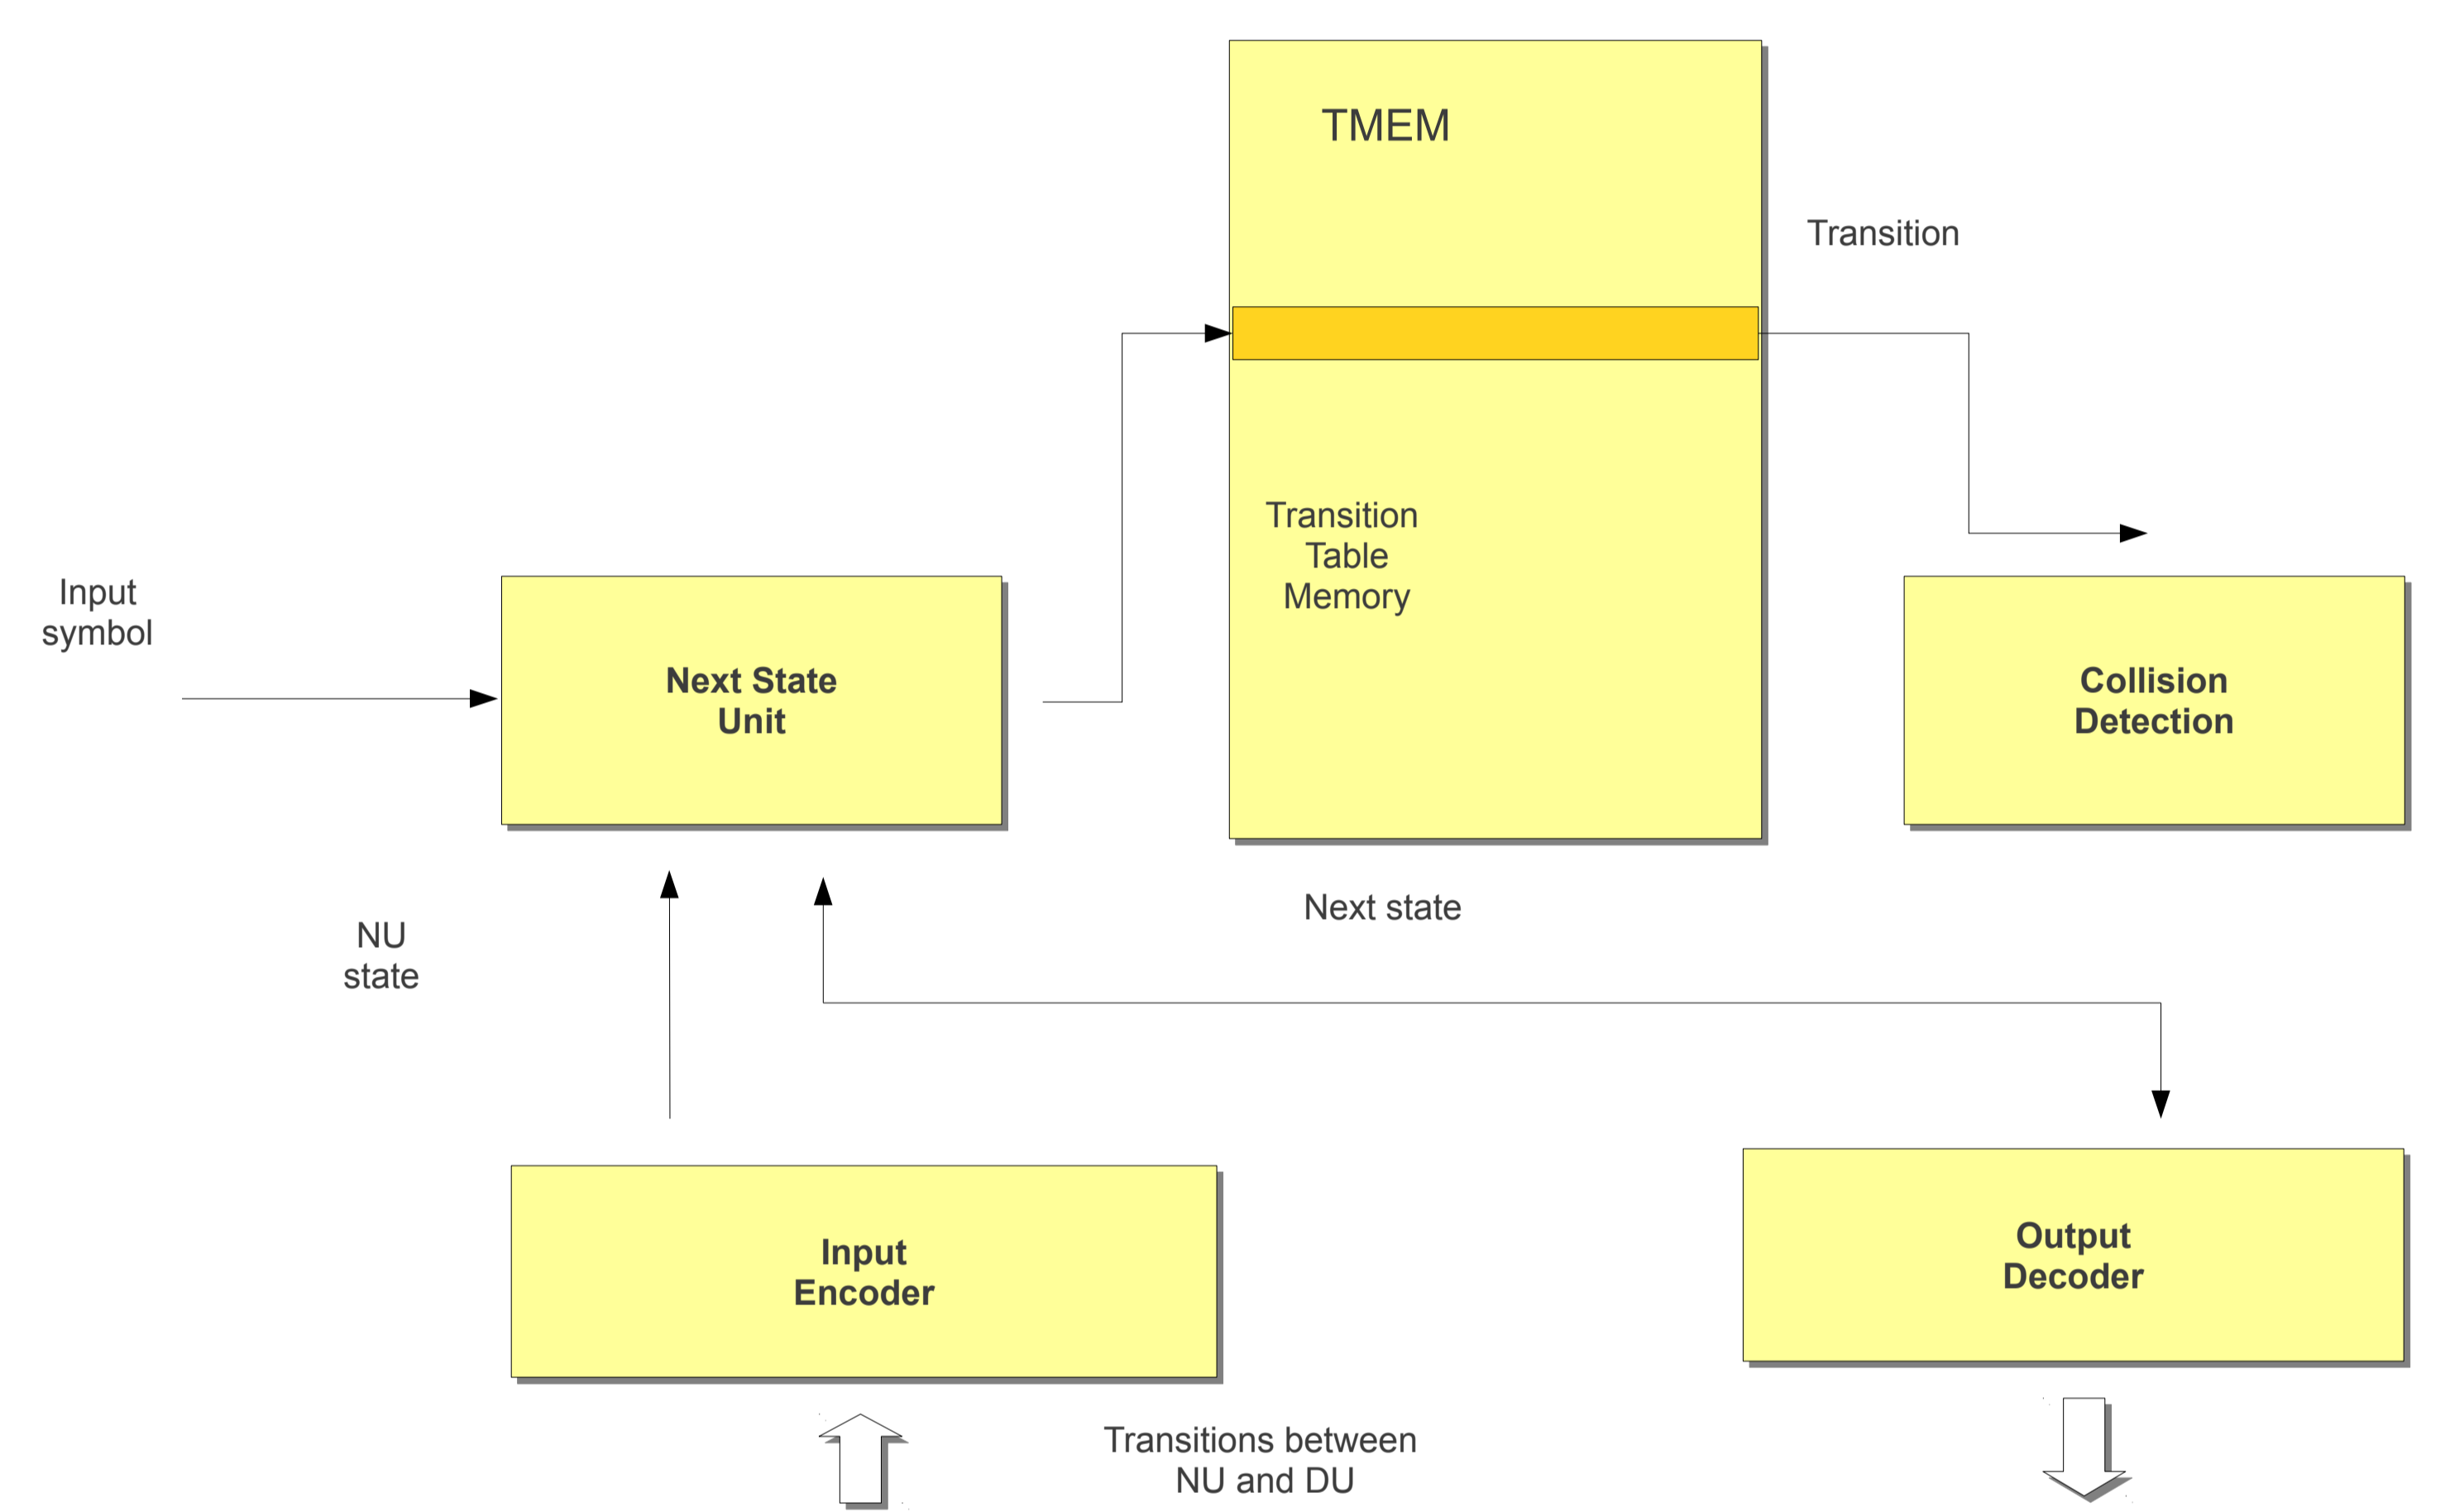 TMEM
Transition
Transition
Table
Memory
Input
symbol
Next State
Unit
Collision
Detection
NU
state
Next state
Input
Encoder
Output
Decoder
Transitions between
NU and DU